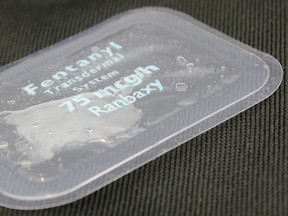 Fentanyl
Transdermal
System
75 mcg/h
Ranbaxy